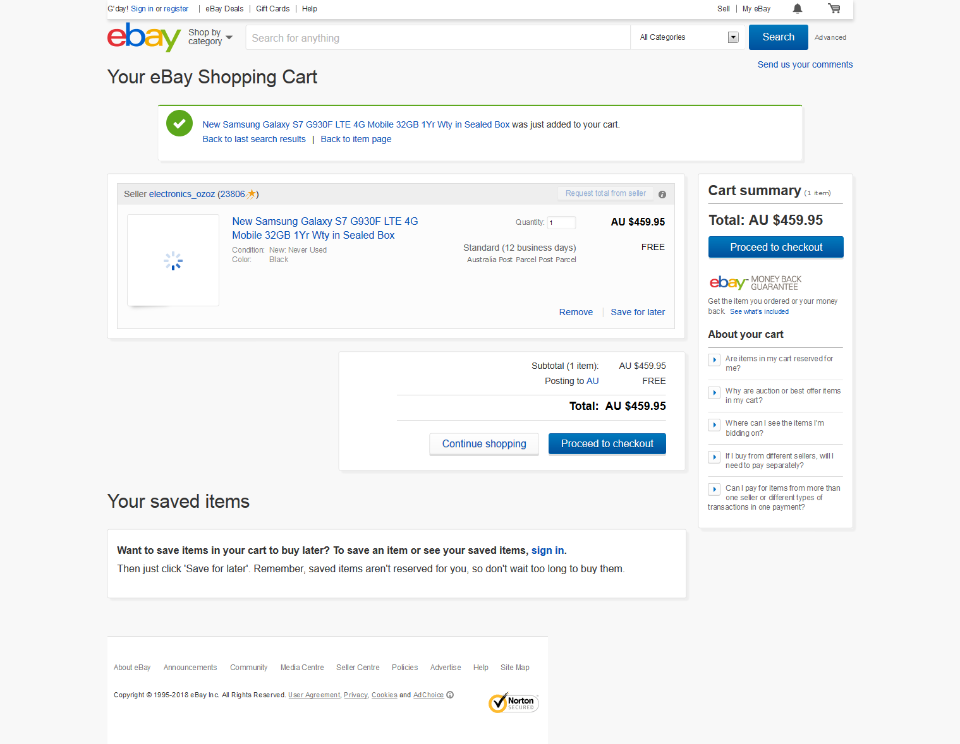 G'day! Sign in or register | eBay Deals | Gift Cards | Help
Sell | My eBay
ebay
Shop by
category
Search for anything
All Categories
Search
Advanced
Send us your comments
Your eBay Shopping Cart
New Samsung Galaxy S7 G930F LTE 4G Mobile 32GB 1Yr Wty in Sealed Box was just added to your cart.
Back to last search results | Back to item page
Seller electronics_ozoz (23806)
Request total from seller
New Samsung Galaxy S7 G930F LTE 4G
Mobile 32GB 1Yr Wty in Sealed Box
Condition: New: Never Used
Color: Black
Quantity: 1
AU $459.95
Standard (12 business days)
FREE
Australia Post Parcel Post Parcel
Remove | Save for later
Subtotal (1 item): AU $459.95
Posting to AU FREE
Total: AU $459.95
Continue shopping
Proceed to checkout
Cart summary (1 item)
Total: AU $459.95
Proceed to checkout
ebay MONEY BACK
GUARANTEE
Get the item you ordered or your money
back. See what's included
About your cart
Are items in my cart reserved for
me?
Why are auction or best offer items
in my cart?
Where can I see the items I'm
bidding on?
If I buy from different sellers, will I
need to pay separately?
Can I pay for items from more than
one seller or different types of
transactions in one payment?
Your saved items
Want to save items in your cart to buy later? To save an item or see your saved items, sign in.
Then just click 'Save for later'. Remember, saved items aren't reserved for you, so don't wait too long to buy them.
About eBay Announcements Community Media Centre Seller Centre Policies Advertise Help Site Map
Copyright © 1995-2018 eBay Inc. All Rights Reserved. User Agreement, Privacy, Cookies and AdChoice
Norton
SECURED